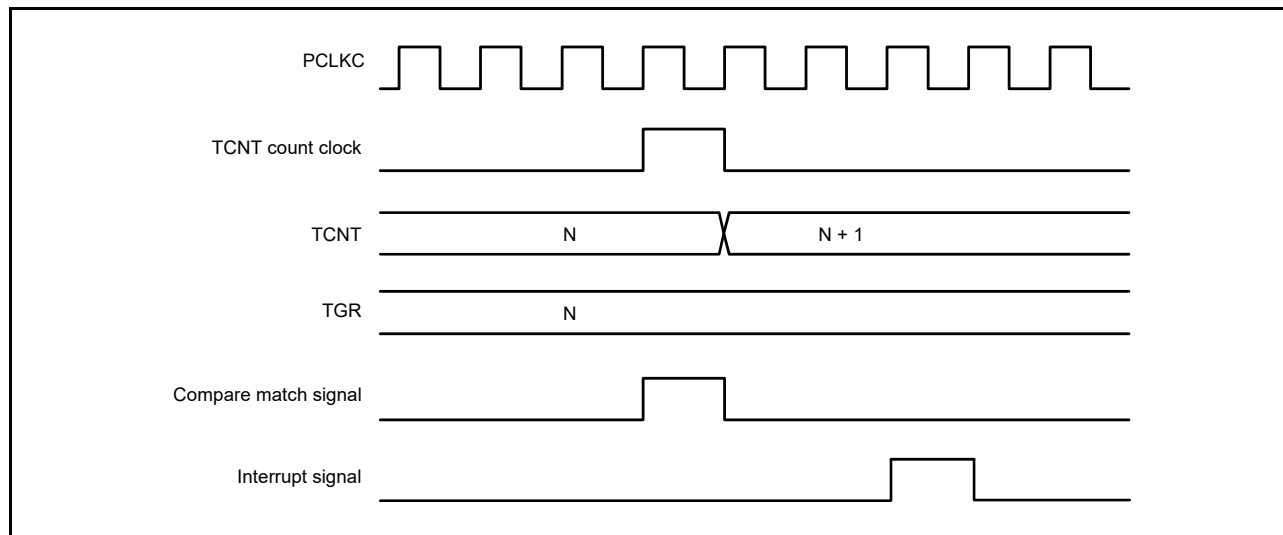 PCLKC
TCNT count clock
TCNT
N
N + 1
TGR
N
Compare match signal
Interrupt signal